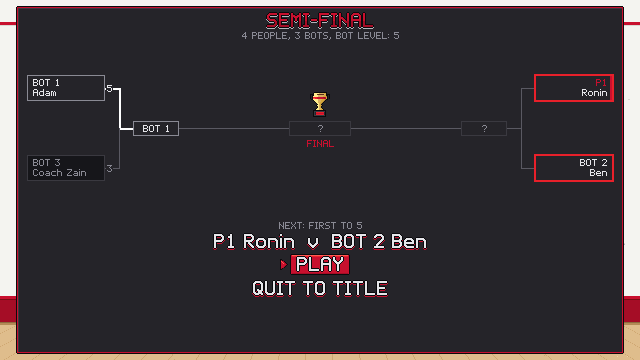 SEMI-FINAL
4 PEOPLE, 3 BOTS, BOT LEVEL: 5
BOT 1
Adam
5
P1
Ronin
BOT 1
?
?
FINAL
BOT 3
Coach Zain
3
BOT 2
Ben
NEXT: FIRST TO 5
P1 Ronin v BOT 2 Ben
PLAY
QUIT TO TITLE